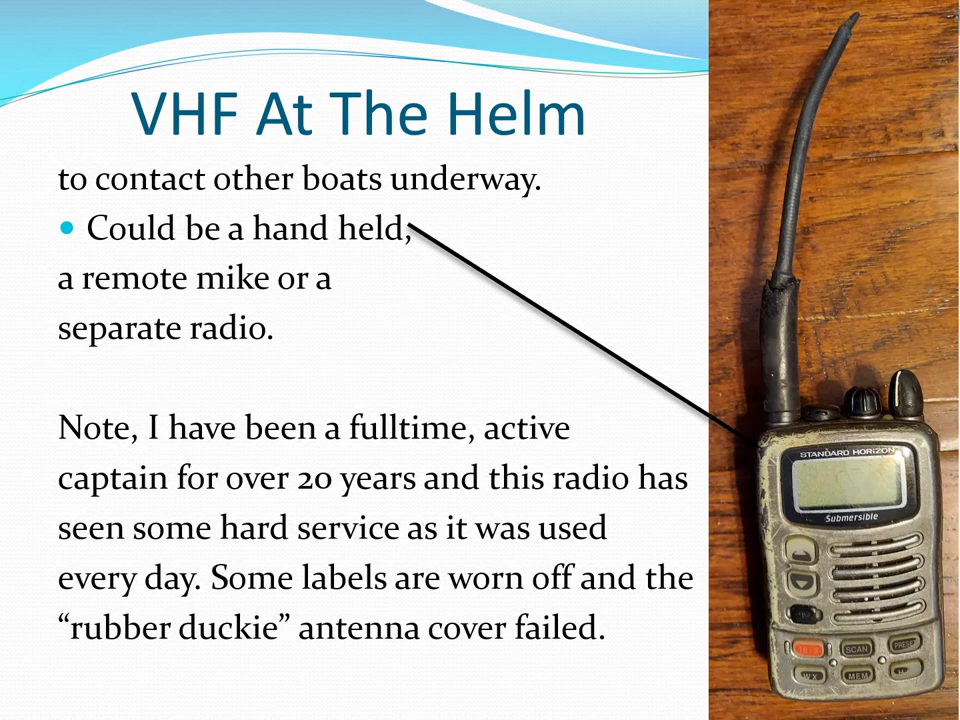 VHF At The Helm
to contact other boats underway.
• Could be a hand held,
a remote mike or a
separate radio.
Note, I have been a fulltime, active
captain for over 20 years and this radio has
seen some hard service as it was used
every day. Some labels are worn off and the
“rubber duckie” antenna cover failed.
STANDARD HORIZON
Submersible
SCAN
PRESET
WX
MEM